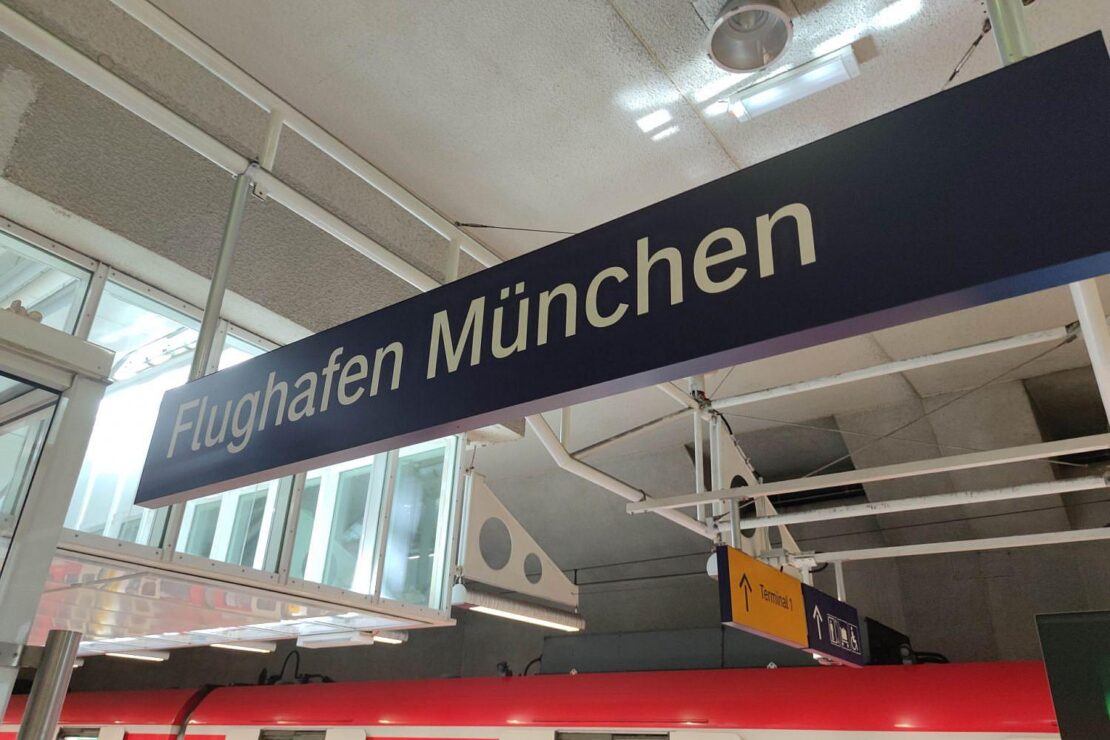 Flughafen München
Terminal 1